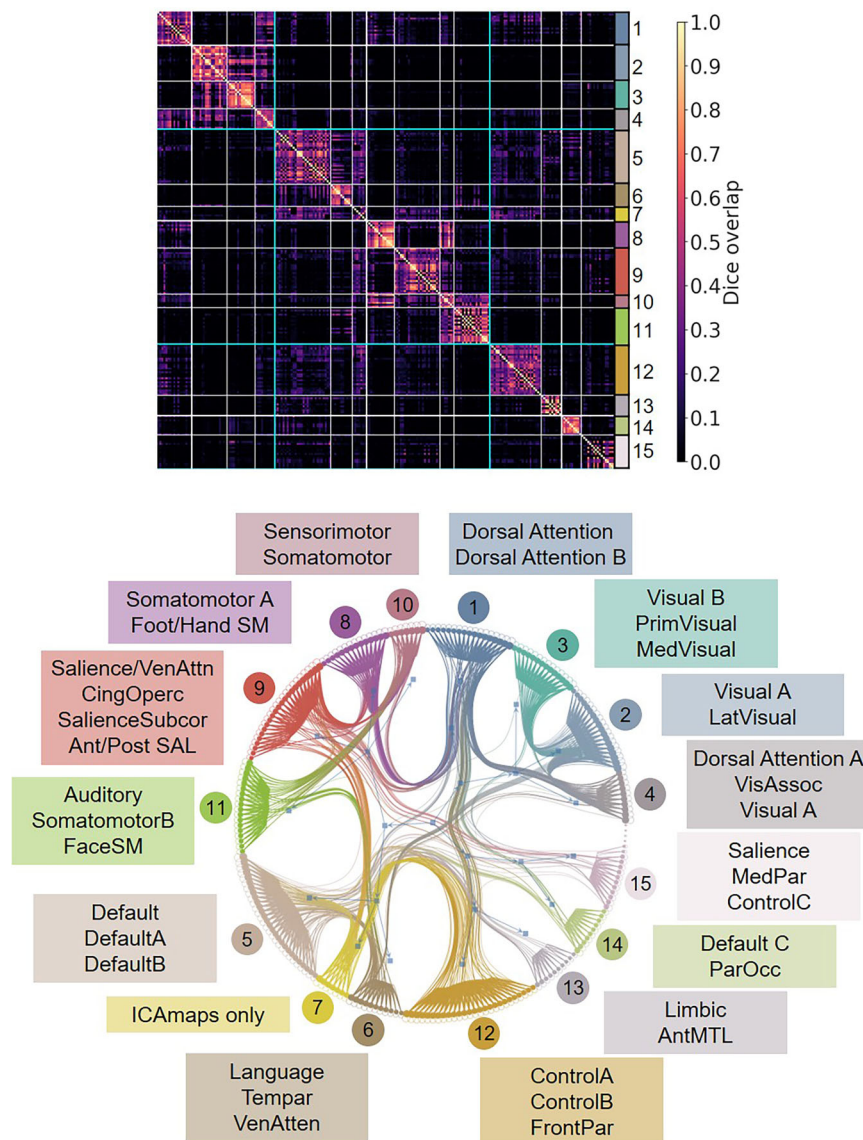 1
2
3
4
5
6
7
8
9
10
11
12
13
14
15
1.0
0.9
0.8
0.7
0.6
0.5
0.4
0.3
0.2
0.1
0.0
Dice overlap
Sensorimotor
Somatomotor
Dorsal Attention
Dorsal Attention B
Somatomotor A
Foot/Hand SM
Visual B
PrimVisual
MedVisual
10
1
8
3
Salience/VenAttn
CingOperc
SalienceSubcor
Ant/Post SAL
9
2
Visual A
LatVisual
Dorsal Attention A
VisAssoc
Visual A
4
Auditory
SomatomotorB
FaceSM
11
Salience
MedPar
ControlC
15
Default
DefaultA
DefaultB
5
14
Default C
ParOcc
ICAmaps only
7
6
12
13
Limbic
AntMTL
Language
Tempar
VenAtten
ControlA
ControlB
FrontPar